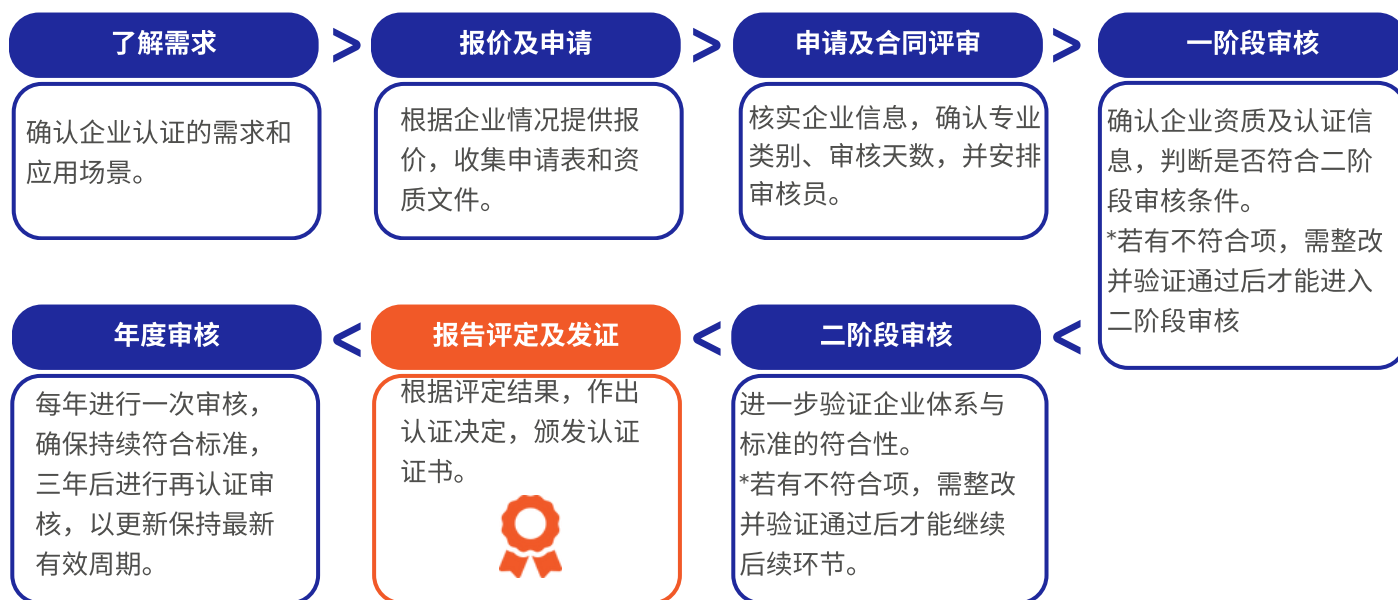 了解需求
确认企业认证的需求和
应用场景。
>
报价及申请
根据企业情况提供报
价，收集申请表和资
质文件。
>
申请及合同评审
核实企业信息，确认专业
类别、审核天数，并安排
审核员。
>
一阶段审核
确认企业资质及认证信
息，判断是否符合二阶
段审核条件。
*若有不符合项，需整改
并验证通过后才能进入
二阶段审核
<
二阶段审核
进一步验证企业体系与
标准的符合性。
*若有不符合项，需整改
并验证通过后才能继续
后续环节。
<
报告评定及发证
根据评定结果，作出
认证决定，颁发认证
证书。
<
年度审核
每年进行一次审核，
确保持续符合标准，
三年后进行再认证审
核，以更新保持最新
有效周期。